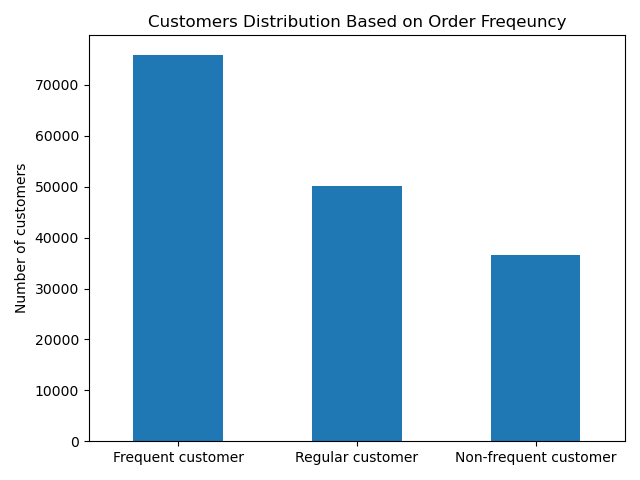 Customers Distribution Based on Order Freqeuncy
Number of customers
70000
60000
50000
40000
30000
20000
10000
0
Frequent customer
Regular customer
Non-frequent customer